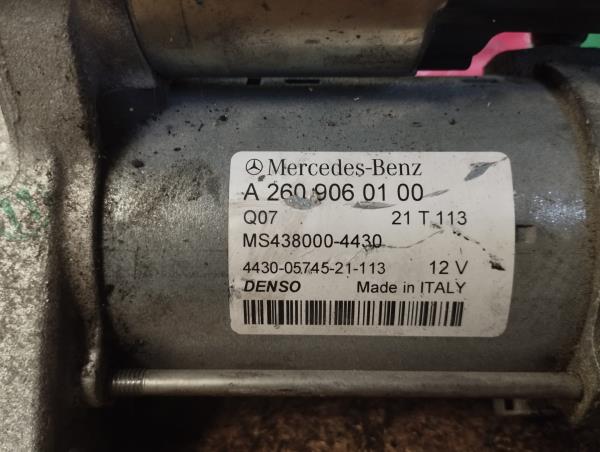 Mercedes-Benz
A 260 906 01 00
Q07 21 T 113
MS438000-4430
4430-05745-21-113 12 V
DENSO Made in ITALY